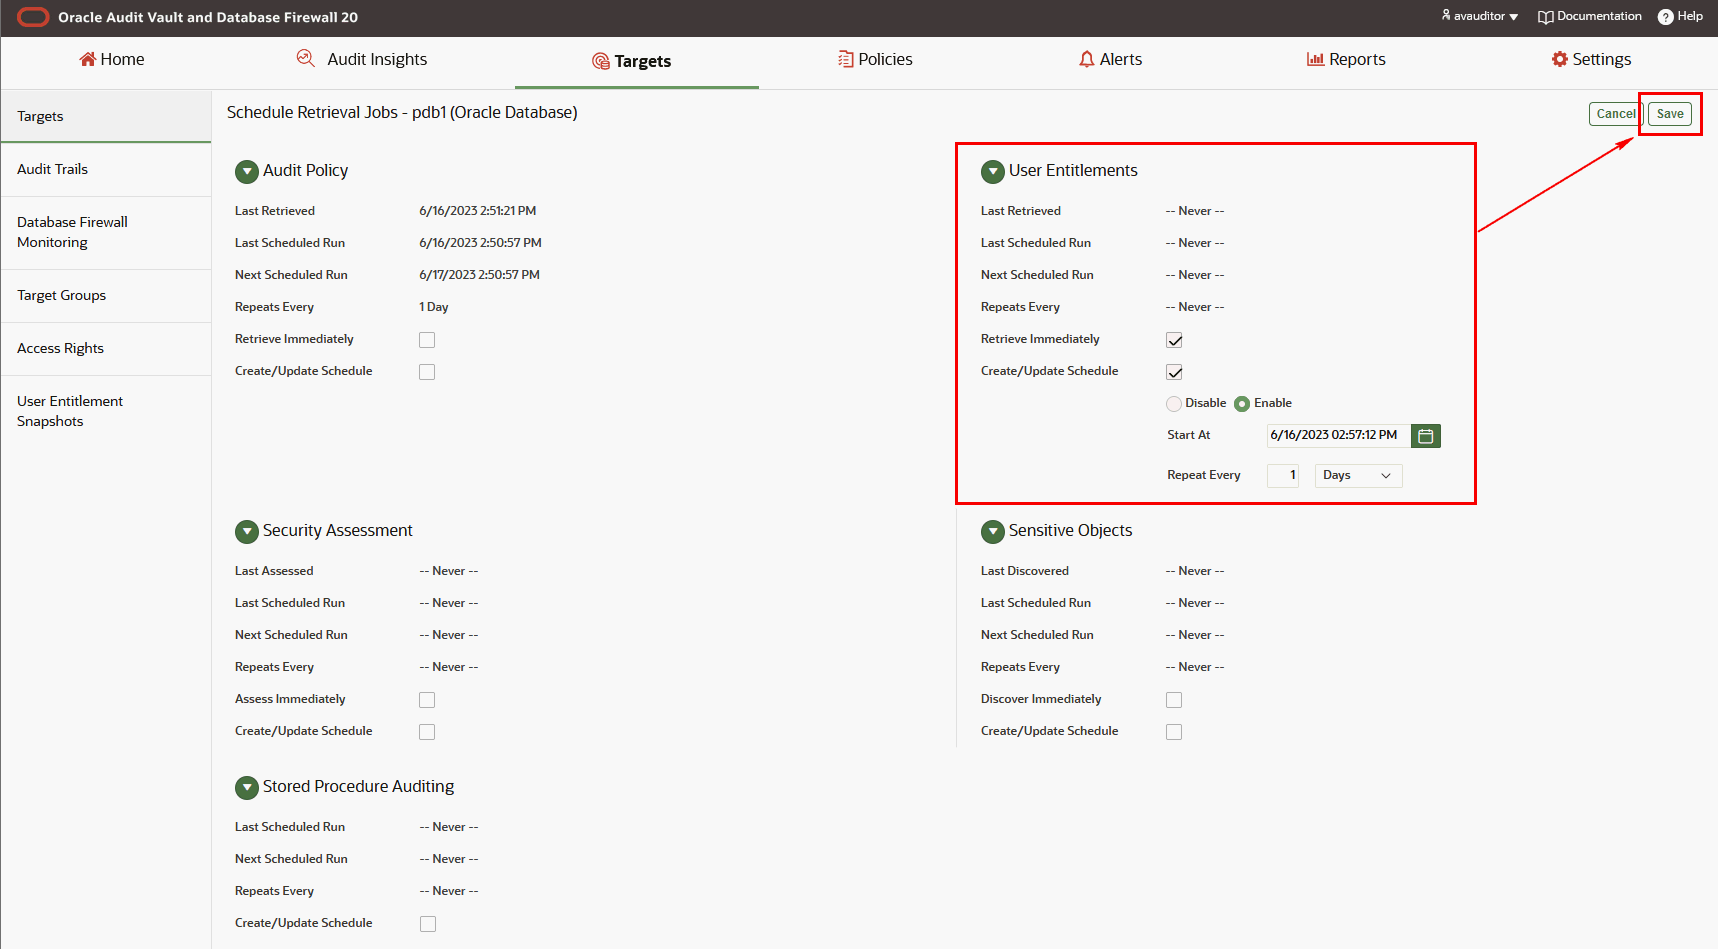 Oracle Audit Vault and Database Firewall 20
avauditor
Documentation
? Help
Home
Audit Insights
Targets
Policies
Alerts
Reports
Settings
Targets
Audit Trails
Database Firewall
Monitoring
Target Groups
Access Rights
User Entitlement
Snapshots
Schedule Retrieval Jobs - pdb1 (Oracle Database)
Cancel
Save
Audit Policy
Last Retrieved 6/16/2023 2:51:21 PM
Last Scheduled Run 6/16/2023 2:50:57 PM
Next Scheduled Run 6/17/2023 2:50:57 PM
Repeats Every 1 Day
Retrieve Immediately
Create/Update Schedule
User Entitlements
Last Retrieved -- Never --
Last Scheduled Run -- Never --
Next Scheduled Run -- Never --
Repeats Every -- Never --
Retrieve Immediately
Create/Update Schedule
Disable Enable
Start At 6/16/2023 02:57:12 PM
Repeat Every 1 Days
Security Assessment
Last Assessed -- Never --
Last Scheduled Run -- Never --
Next Scheduled Run -- Never --
Repeats Every -- Never --
Assess Immediately
Create/Update Schedule
Sensitive Objects
Last Discovered -- Never --
Last Scheduled Run -- Never --
Next Scheduled Run -- Never --
Repeats Every -- Never --
Discover Immediately
Create/Update Schedule
Stored Procedure Auditing
Last Scheduled Run -- Never --
Next Scheduled Run -- Never --
Repeats Every -- Never --
Create/Update Schedule